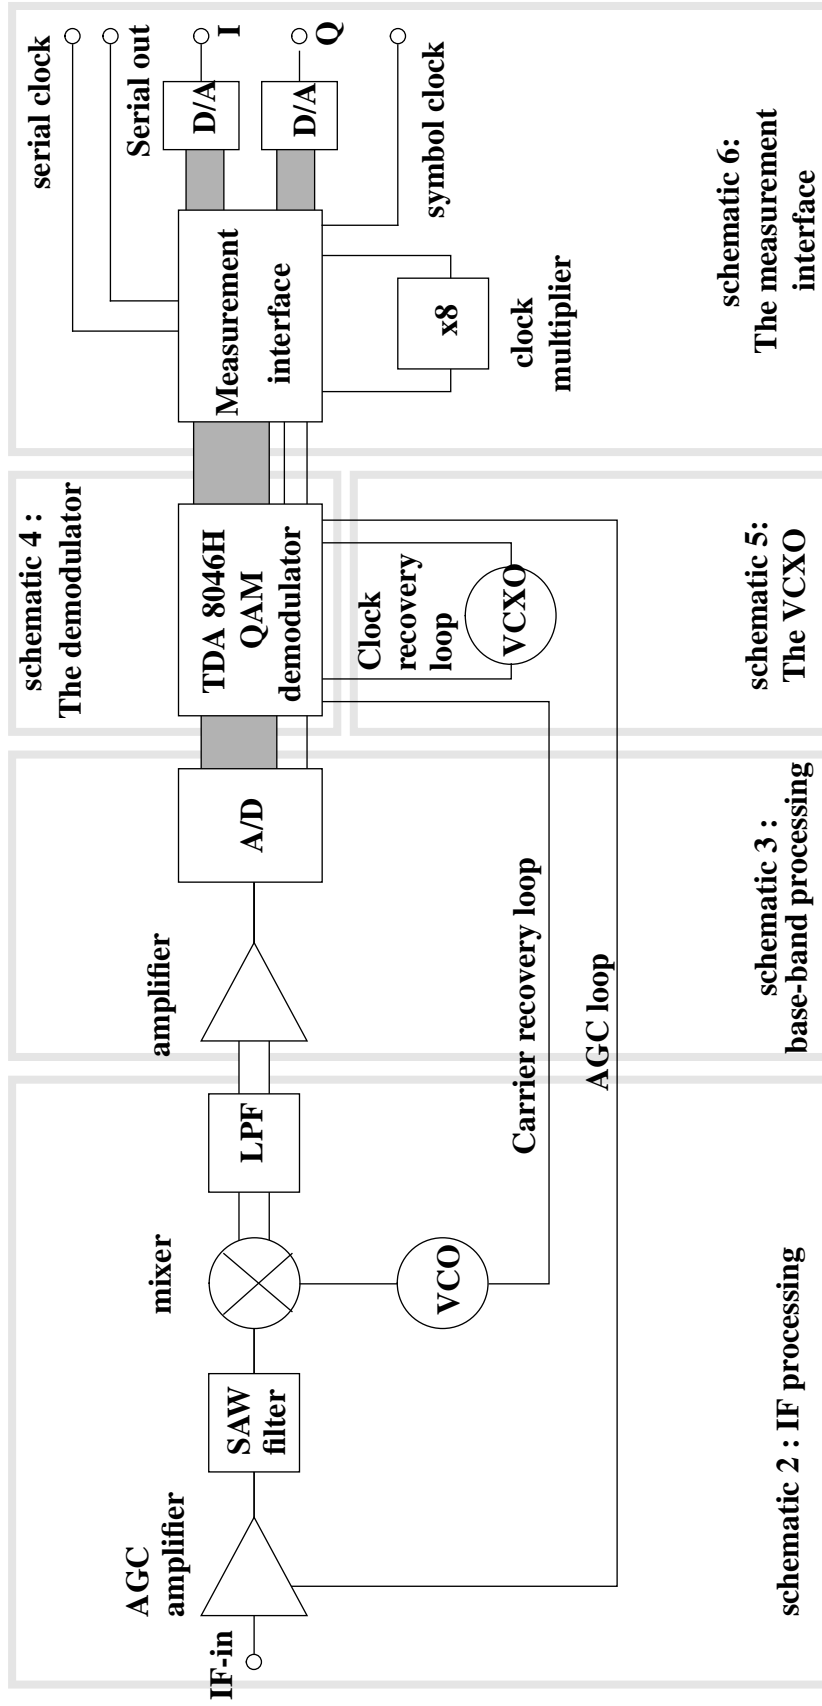 IF-in
AGC
amplifier
SAW
filter
mixer
VCO
LPF
schematic 2 : IF processing
amplifier
A/D
Carrier recovery loop
AGC loop
schematic 3 :
base-band processing
schematic 4 :
The demodulator
TDA 8046H
QAM
demodulator
Clock
recovery
loop
VCXO
schematic 5:
The VCXO
serial clock
Serial out
I
Q
D/A
D/A
symbol clock
Measurement
interface
x8
clock
multiplier
schematic 6:
The measurement
interface